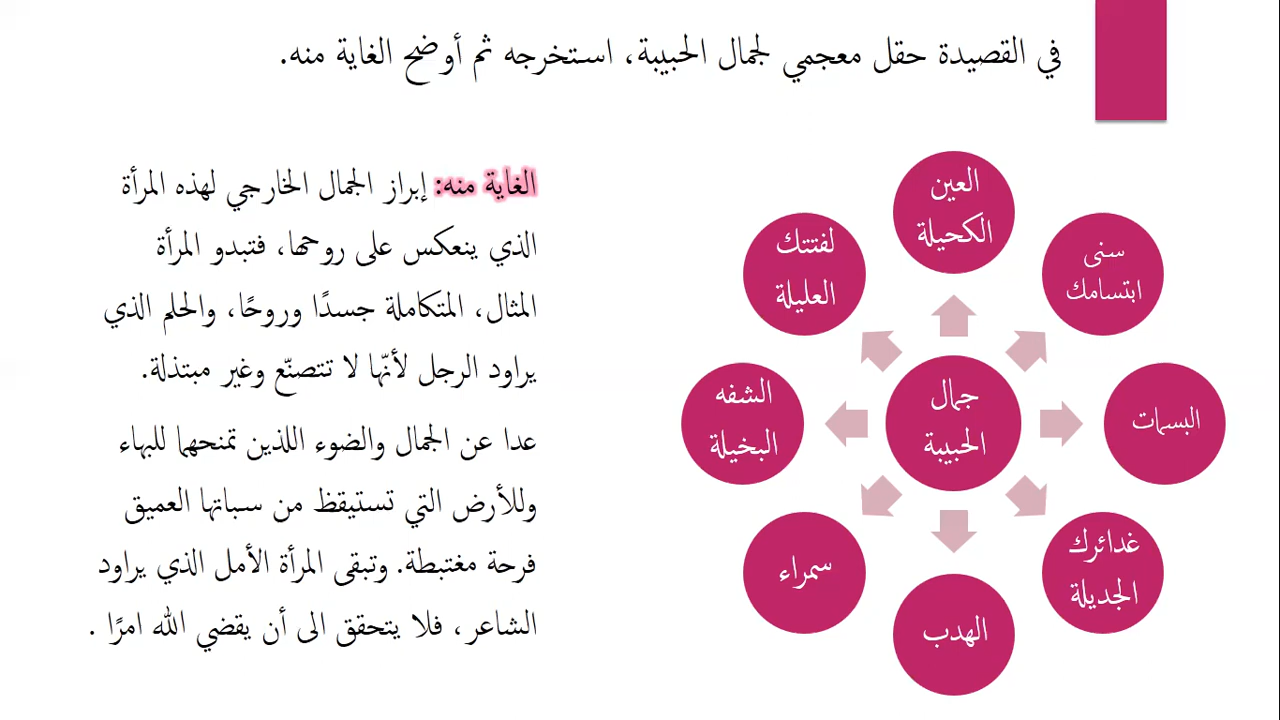 في القصيدة حقل معجمي لجمال الحبيبة، استخرجه ثم أوضح الغاية منه.
العين
الكحيلة
سنى
ابتسامك
البسمات
غدائرك
الجديلة
الهدب
سمراء
الشفه
البخيلة
لفتتك
العليلة
جمال
الحبيبة
الغاية منه: إبراز الجمال الخارجي لهذه المرأة
الذي ينعكس على روحها، فتبدو المرأة
المثال، المتكاملة جسدًا وروحًا، والحلم الذي
يراود الرجل لأنّها لا تتصنّع وغير مبتذلة.
عدا عن الجمال والضوء اللذين تمنحهما للبهاء
وللأرض التي تستيقظ من سباتها العميق
فرحة مغتبطة. وتبقى المرأة الأمل الذي يراود
الشاعر، فلا يتحقق الى أن يقضي الله امرًا .